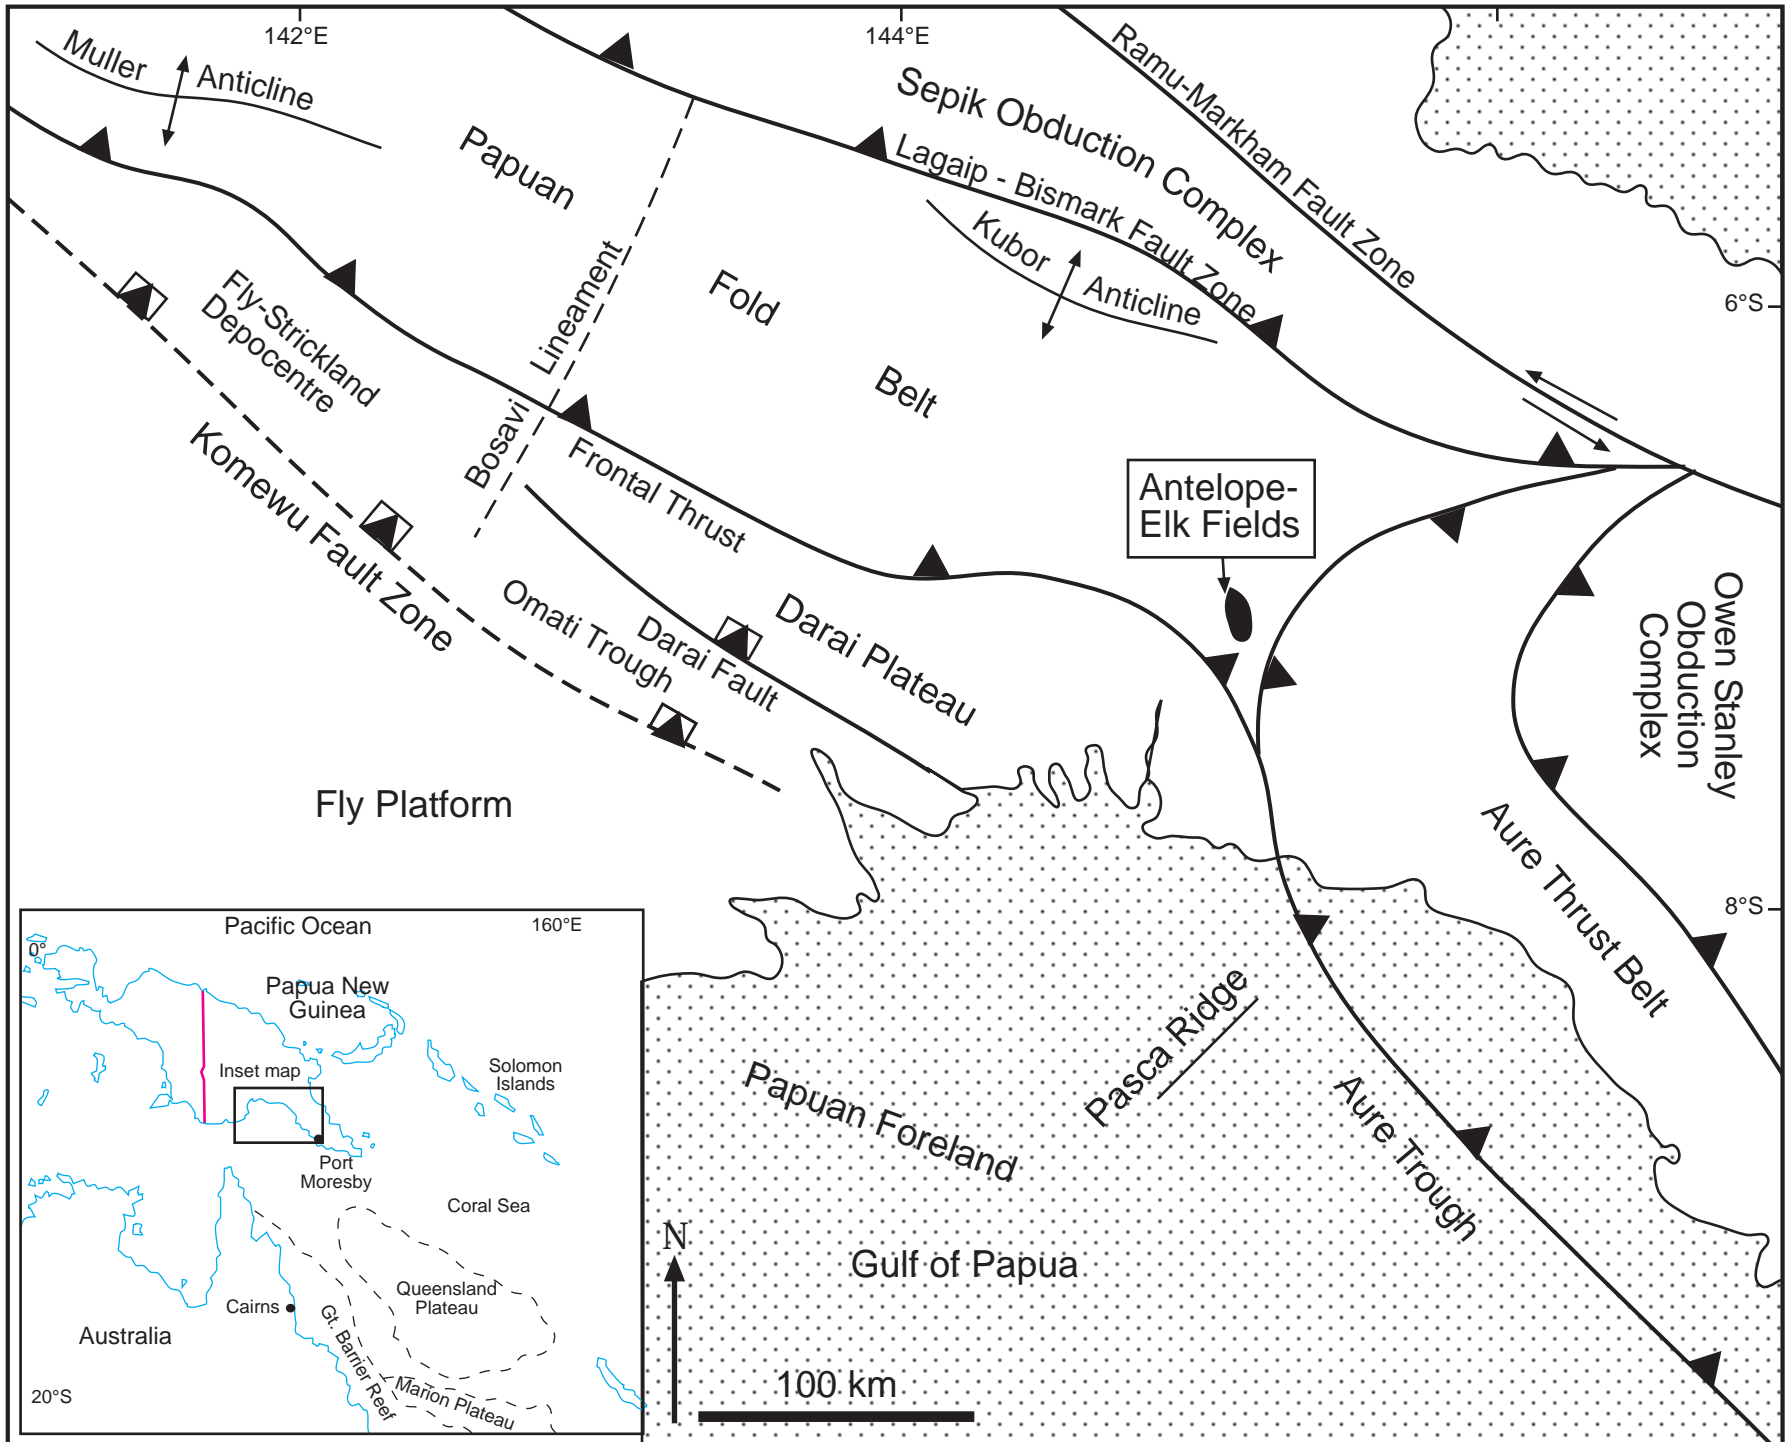 142°E
144°E
Muller
Anticline
Ramu-Markham Fault Zone
Sepik Obduction Complex
Papuan
Lagaip - Bismark Fault Zone
Kubor
Anticline
6°S
Fly-Strickland
Depocentre
Lineament
Bosavi
Fold
Belt
Komewu Fault Zone
Frontal Thrust
Antelope-
Elk Fields
Omati Trough
Darai Fault
Darai Plateau
Owen Stanley
Obduction
Complex
Fly Platform
Aure Thrust Belt
8°S
Pasca Ridge
Papuan Foreland
Aure Trough
Gulf of Papua
N
100 km
Pacific Ocean
160°E
0°
Papua New
Guinea
Inset map
Solomon
Islands
Port
Moresby
Coral Sea
Queensland
Plateau
Cairns
Gt. Barrier Reef
Australia
Marion Plateau
20°S